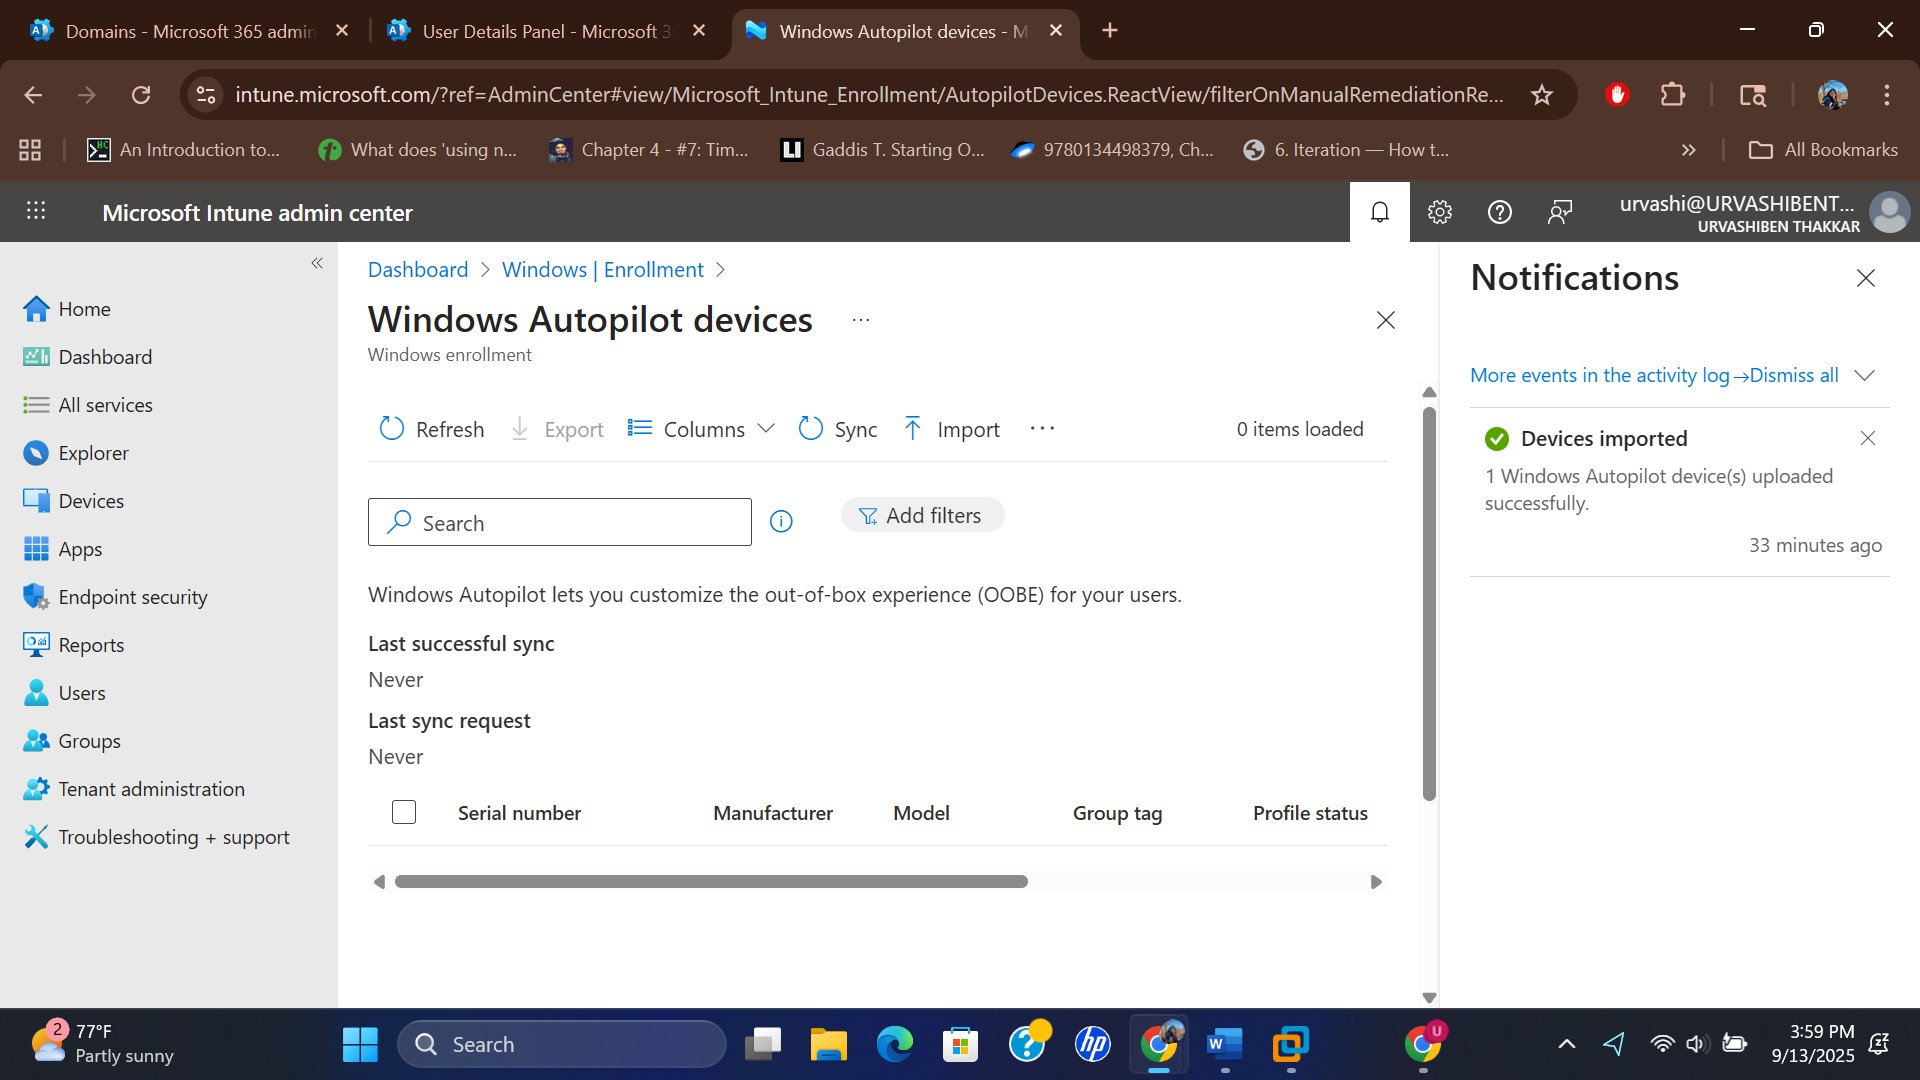 Domains - Microsoft 365 admin
User Details Panel - Microsoft 3
Windows Autopilot devices - M
intune.microsoft.com/?ref=AdminCenter#view/Microsoft_Intune_Enrollment/AutopilotDevices.ReactView/filterOnManualRemediationRe...
An Introduction to...
What does 'using n...
Chapter 4 - #7: Tim...
Gaddis T. Starting O...
9780134498379, Ch...
6. Iteration — How t...
All Bookmarks
Microsoft Intune admin center
urvashi@URVASHIBENT...
URVASHIBEN THAKKAR
Home
Dashboard
All services
Explorer
Devices
Apps
Endpoint security
Reports
Users
Groups
Tenant administration
Troubleshooting + support
Dashboard > Windows | Enrollment >
Windows Autopilot devices ...
Windows enrollment
Refresh Export Columns Sync Import ... 0 items loaded
Search
Add filters
Windows Autopilot lets you customize the out-of-box experience (OOBE) for your users.
Last successful sync
Never
Last sync request
Never
Serial number Manufacturer Model Group tag Profile status
Notifications
More events in the activity log → Dismiss all
Devices imported
1 Windows Autopilot device(s) uploaded
successfully.
33 minutes ago
2
77°F
Partly sunny
Search
U
3:59 PM
9/13/2025